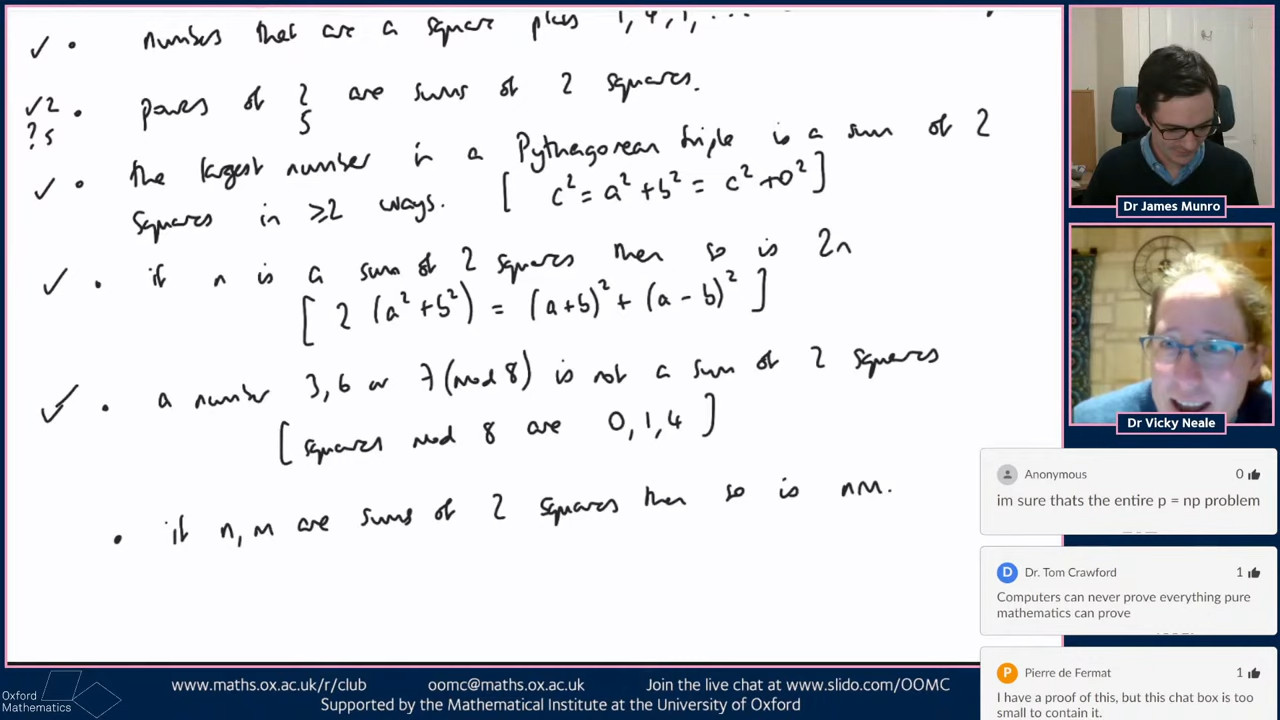 ✓ • numbers that are a square plus 1, 4, 1, ...
✓2 • powers of 2 are sums of 2 squares.
?5 5
✓ • the largest number in a Pythagorean triple is a sum of 2
squares in ≥2 ways. [ c² = a² + b² = c² + 0² ]
✓ • if n is a sum of 2 squares then so is 2n
[ 2 (a² + b²) = (a+b)² + (a - b)² ]
✓ • a number 3, 6 or 7 (mod 8) is not a sum of 2 squares
[ squares mod 8 are 0, 1, 4 ]
• if n, m are sums of 2 squares then so is nm.
Dr James Munro
Dr Vicky Neale
Anonymous 0
im sure thats the entire p = np problem
D Dr. Tom Crawford 1
Computers can never prove everything pure
mathematics can prove
P Pierre de Fermat 1
I have a proof of this, but this chat box is too
small to contain it.
Oxford
Mathematics
www.maths.ox.ac.uk/r/club oomc@maths.ox.ac.uk Join the live chat at www.slido.com/OOMC
Supported by the Mathematical Institute at the University of Oxford